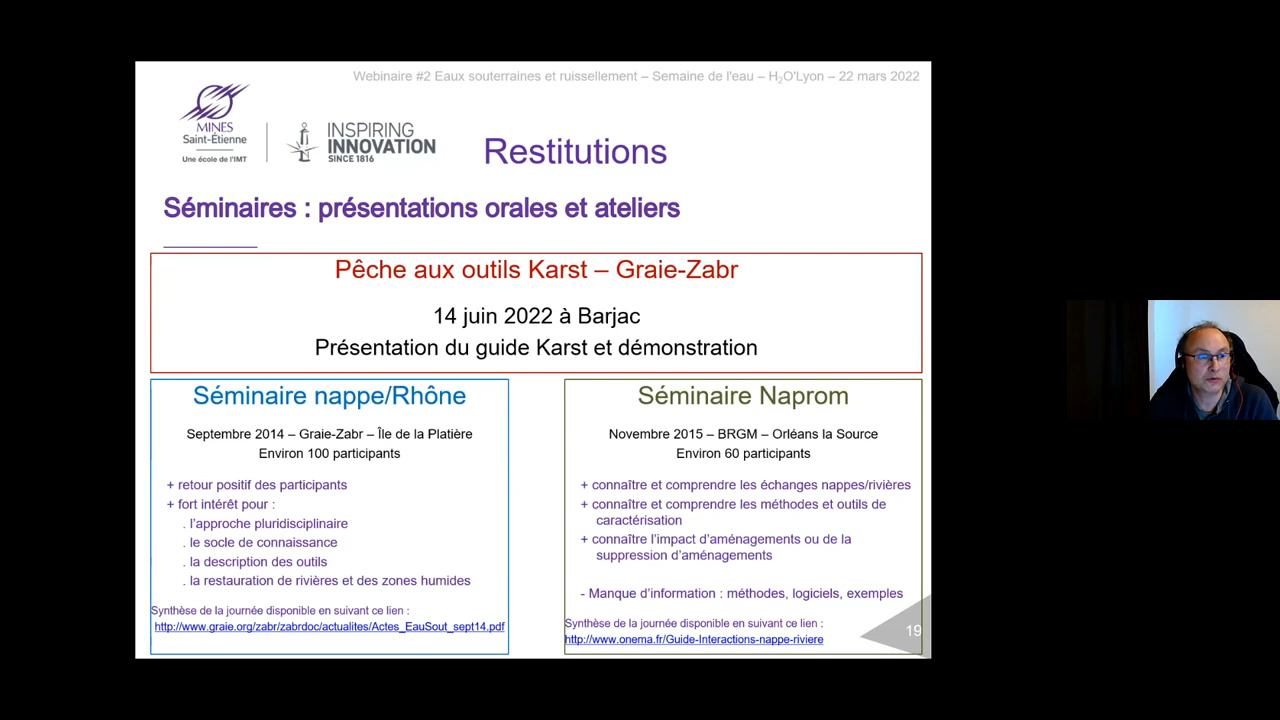 Webinaire #2 Eaux souterraines et ruissellement – Semaine de l'eau – H₂O'Lyon – 22 mars 2022
MINES
Saint-Étienne
Une école de l'IMT
INSPIRING
INNOVATION
SINCE 1816
Restitutions
Séminaires : présentations orales et ateliers
Pêche aux outils Karst – Graie-Zabr
14 juin 2022 à Barjac
Présentation du guide Karst et démonstration
Séminaire nappe/Rhône
Septembre 2014 – Graie-Zabr – Île de la Platière
Environ 100 participants
+ retour positif des participants
+ fort intérêt pour :
. l'approche pluridisciplinaire
. le socle de connaissance
. la description des outils
. la restauration de rivières et des zones humides
Synthèse de la journée disponible en suivant ce lien :
http://www.graie.org/zabr/zabrdoc/actualites/Actes_EauSout_sept14.pdf
Séminaire Naprom
Novembre 2015 – BRGM – Orléans la Source
Environ 60 participants
+ connaître et comprendre les échanges nappes/rivières
+ connaître et comprendre les méthodes et outils de
caractérisation
+ connaître l'impact d'aménagements ou de la
suppression d'aménagements
- Manque d'information : méthodes, logiciels, exemples
Synthèse de la journée disponible en suivant ce lien :
http://www.onema.fr/Guide-Interactions-nappe-riviere
19